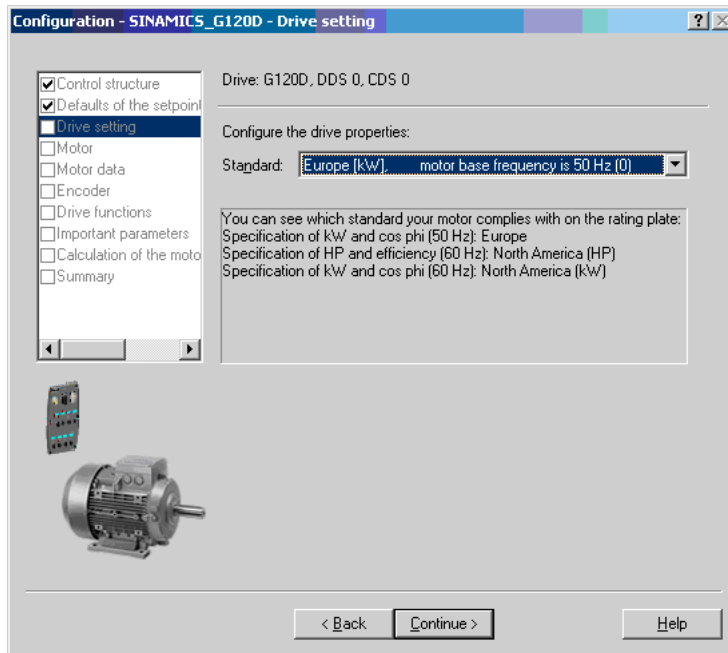 Configuration - SINAMICS_G120D - Drive setting
Control structure
Defaults of the setpoint
Drive setting
Motor
Motor data
Encoder
Drive functions
Important parameters
Calculation of the moto
Summary
Drive: G120D, DDS 0, CDS 0
Configure the drive properties:
Standard: Europe [kW], motor base frequency is 50 Hz (0)
You can see which standard your motor complies with on the rating plate:
Specification of kW and cos phi (50 Hz): Europe
Specification of HP and efficiency (60 Hz): North America (HP)
Specification of kW and cos phi (60 Hz): North America (kW)
< Back Continue > Help